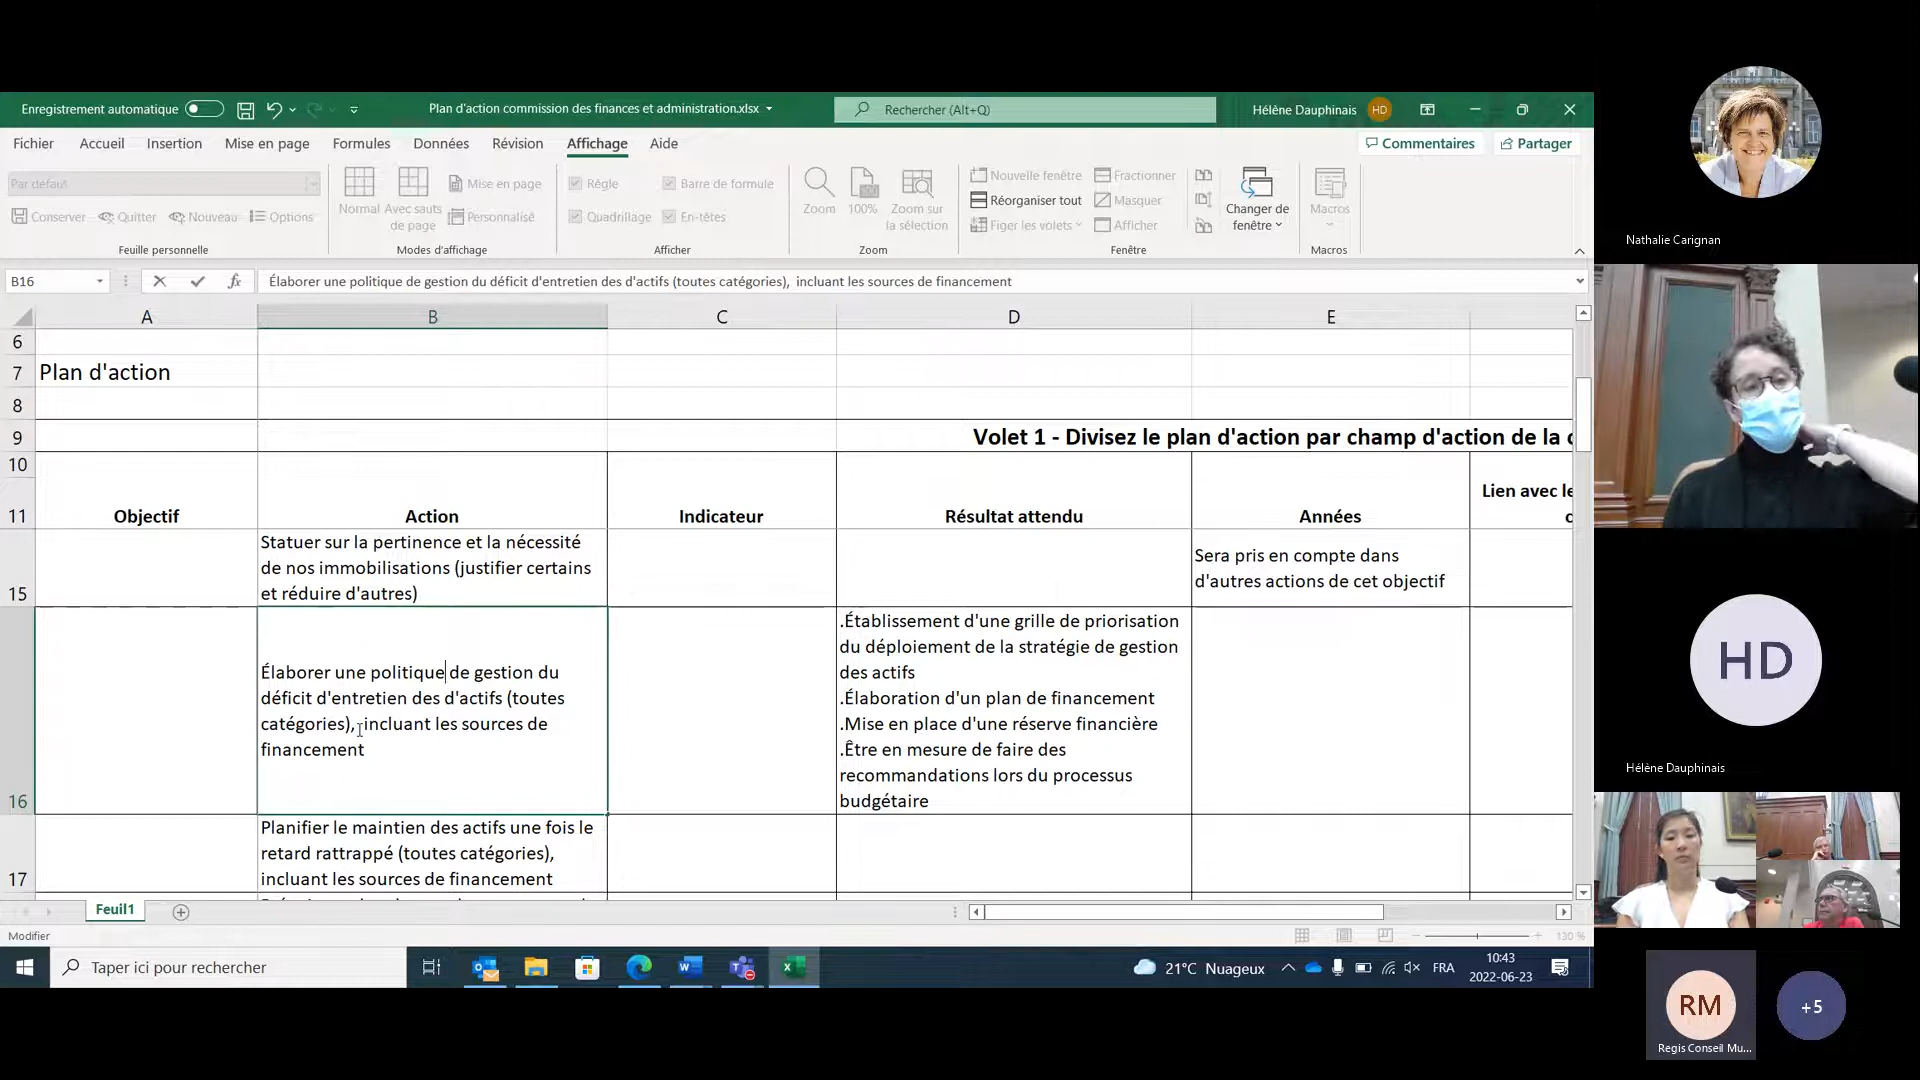 Enregistrement automatique
Plan d'action commission des finances et administration.xlsx
Rechercher (Alt+Q)
Hélène Dauphinais
HD
Fichier
Accueil
Insertion
Mise en page
Formules
Données
Révision
Affichage
Aide
Commentaires
Partager
Par défaut
Conserver
Quitter
Nouveau
Options
Feuille personnelle
Normal
Avec sauts
de page
Mise en page
Personnalisé
Modes d'affichage
Règle
Barre de formule
Quadrillage
En-têtes
Afficher
Zoom
100%
Zoom sur
la sélection
Zoom
Nouvelle fenêtre
Réorganiser tout
Figer les volets
Fractionner
Masquer
Afficher
Changer de
fenêtre
Fenêtre
Macros
Macros
B16
fx
Élaborer une politique de gestion du déficit d'entretien des d'actifs (toutes catégories), incluant les sources de financement
A
B
C
D
E
6
7
Plan d'action
8
9
Volet 1 - Divisez le plan d'action par champ d'action de la
10
11
Objectif
Action
Indicateur
Résultat attendu
Années
Lien avec le
15
Statuer sur la pertinence et la nécessité
de nos immobilisations (justifier certains
et réduire d'autres)
Sera pris en compte dans
d'autres actions de cet objectif
16
Élaborer une politique de gestion du
déficit d'entretien des d'actifs (toutes
catégories), incluant les sources de
financement
.Établissement d'une grille de priorisation
du déploiement de la stratégie de gestion
des actifs
.Élaboration d'un plan de financement
.Mise en place d'une réserve financière
.Être en mesure de faire des
recommandations lors du processus
budgétaire
17
Planifier le maintien des actifs une fois le
retard rattrappé (toutes catégories),
incluant les sources de financement
Feuil1
Modifier
130 %
Taper ici pour rechercher
21°C Nuageux
FRA
10:43
2022-06-23
Nathalie Carignan
HD
Hélène Dauphinais
RM
Regis Conseil Mu...
+5